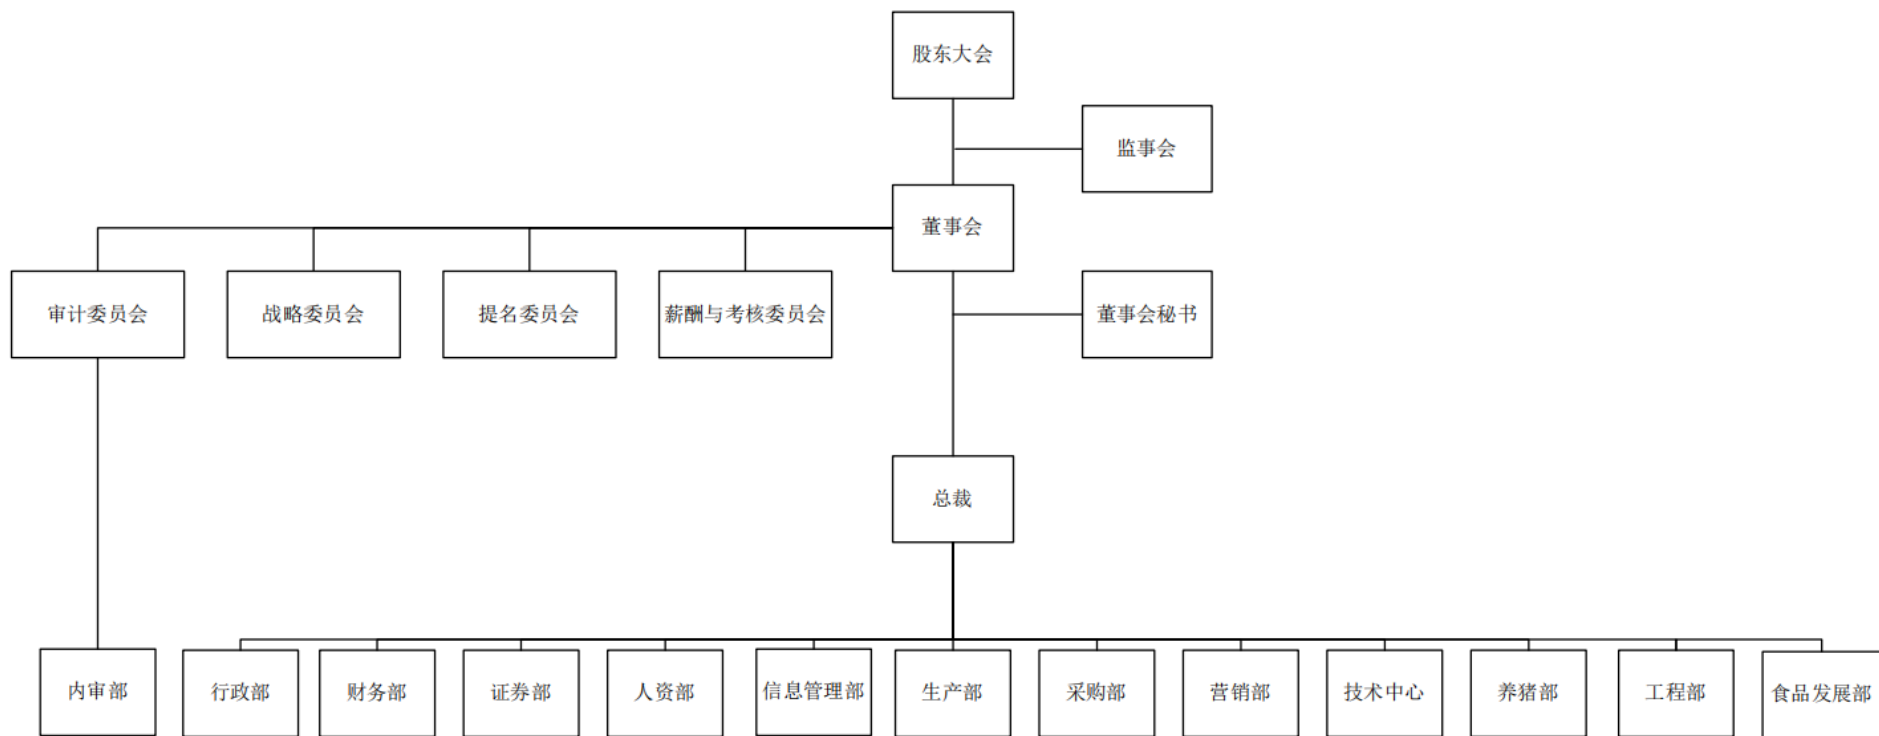 股东大会
监事会
董事会
审计委员会
战略委员会
提名委员会
薪酬与考核委员会
董事会秘书
总裁
内审部
行政部
财务部
证券部
人资部
信息管理部
生产部
采购部
营销部
技术中心
养猪部
工程部
食品发展部